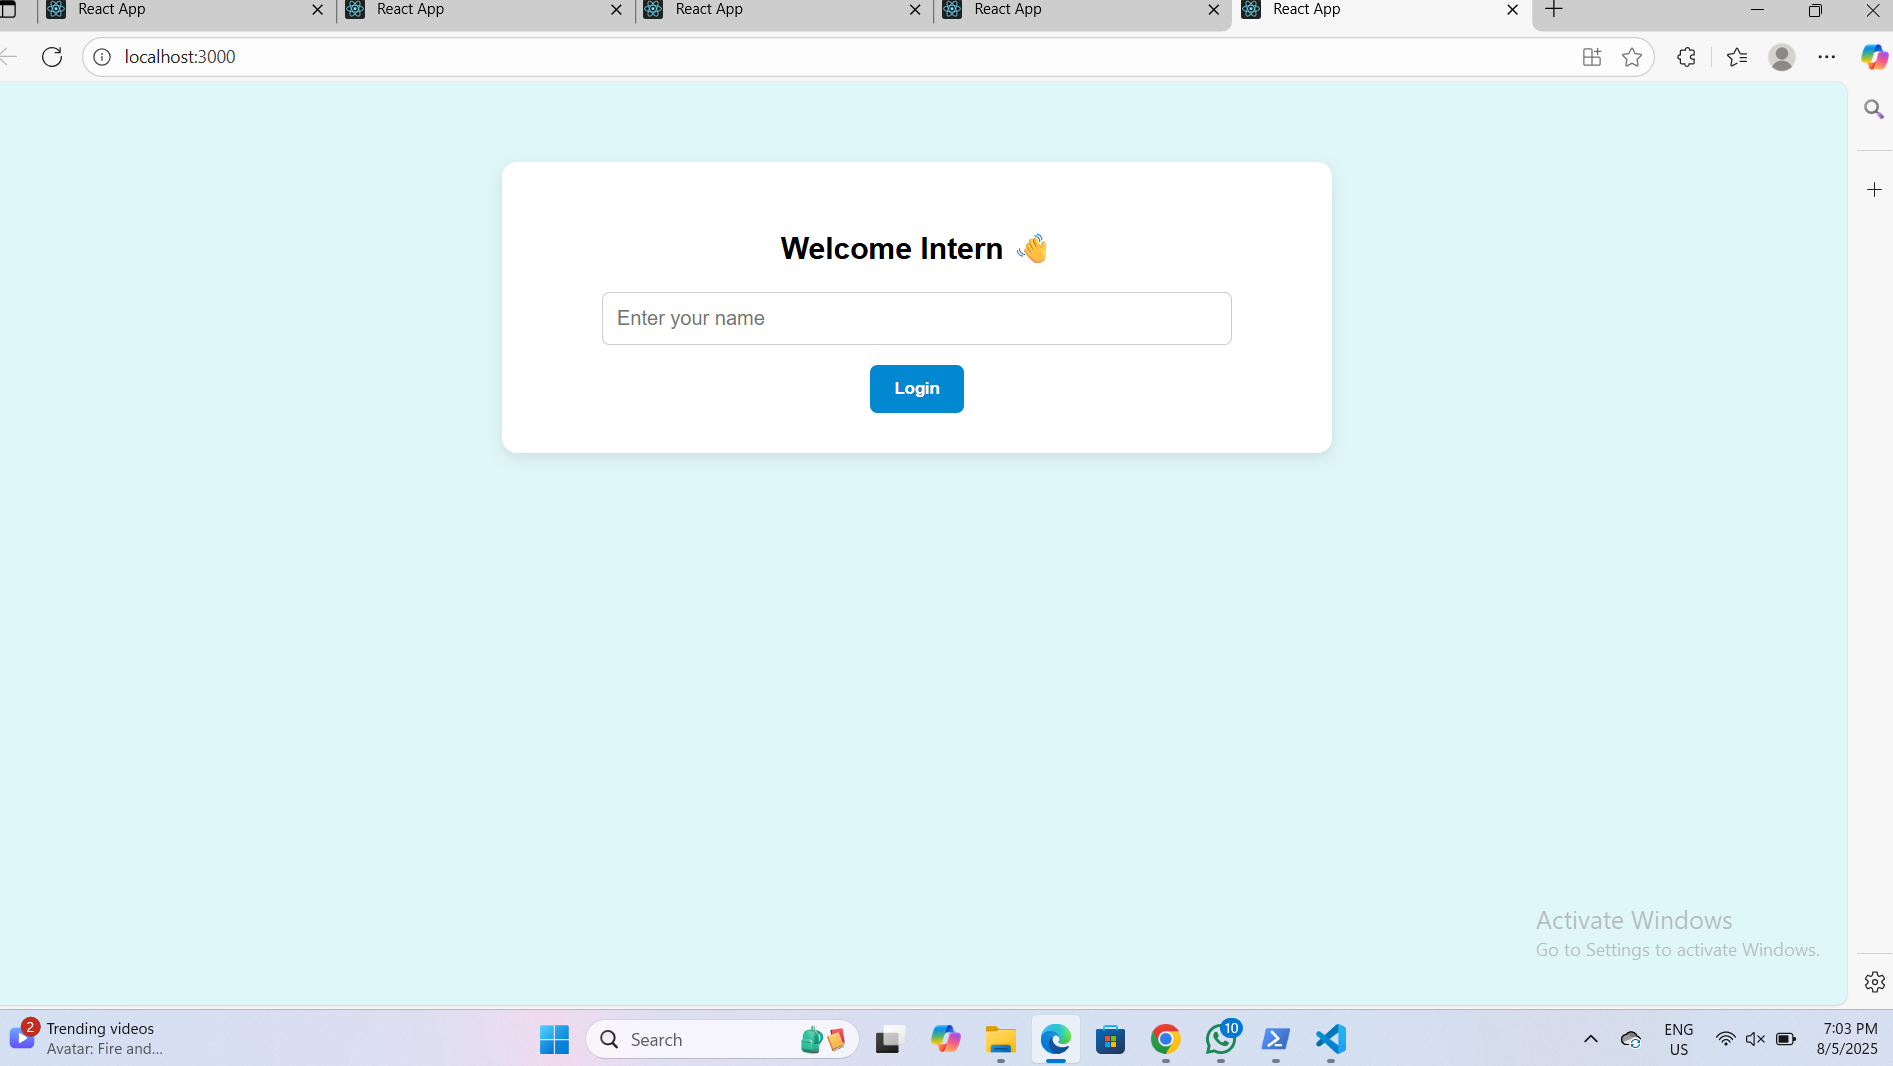 React App
React App
React App
React App
React App
localhost:3000
Welcome Intern 👋
Enter your name
Login
Activate Windows
Go to Settings to activate Windows.
2
Trending videos
Avatar: Fire and...
Search
10
ENG
US
7:03 PM
8/5/2025